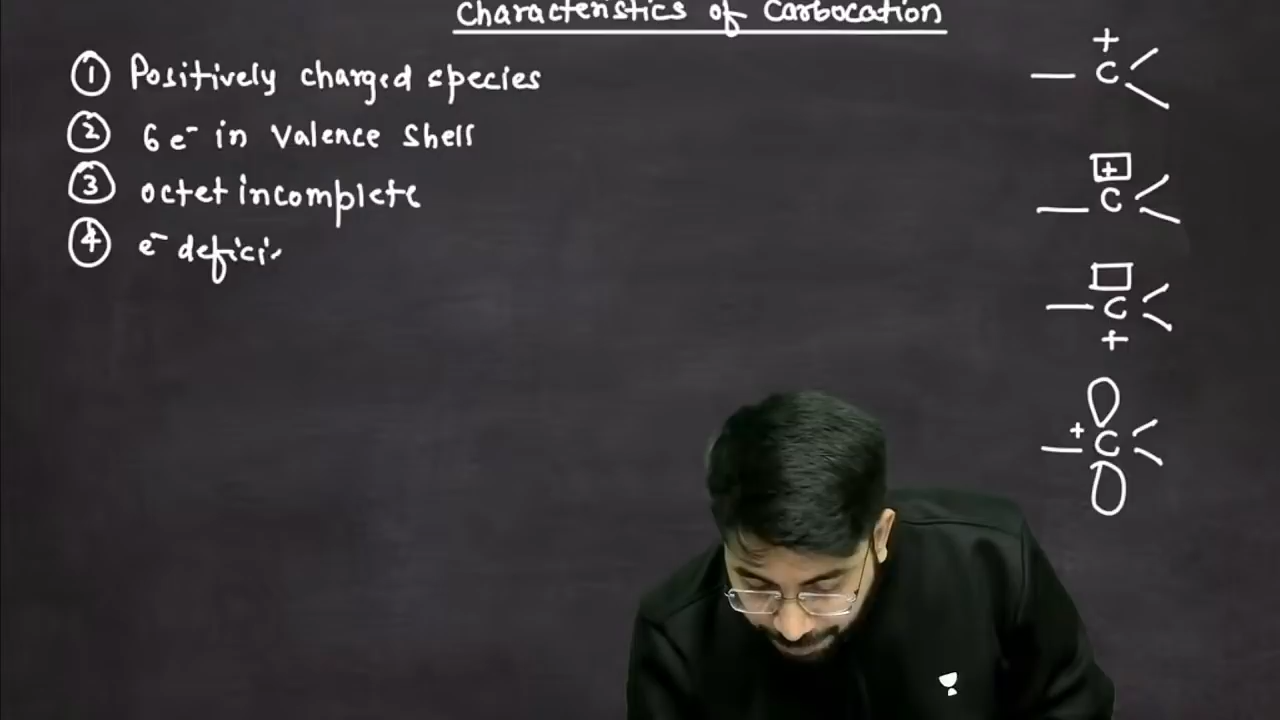 Characteristics of Carbocation
① Positively charged species
② 6 e⁻ in Valence shell
③ octet incomplete
④ e⁻ defici
+
C
+
C
C
+
+
C